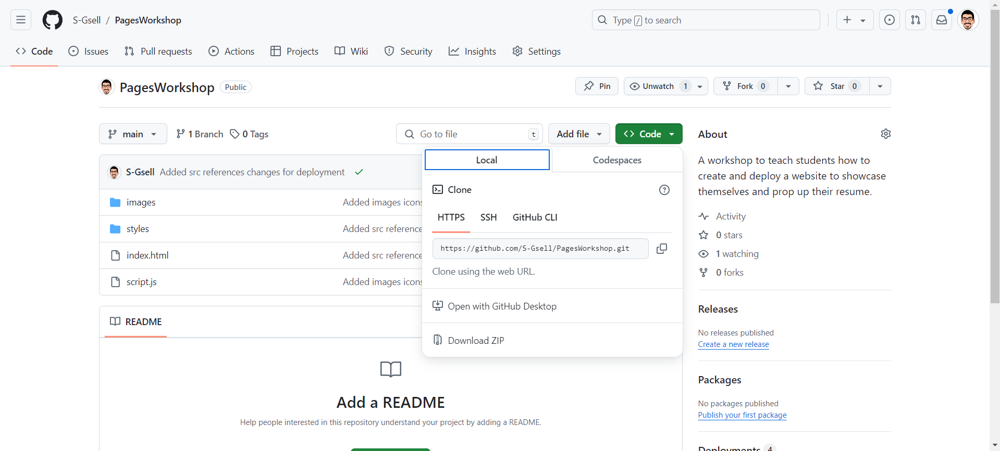 S-Gsell / PagesWorkshop
Type / to search
Code Issues Pull requests Actions Projects Wiki Security Insights Settings
PagesWorkshop Public
Pin Unwatch 1 Fork 0 Star 0
main 1 Branch 0 Tags Go to file t Add file Code
S-Gsell Added src references changes for deployment
images Added images icons
styles Added src reference
index.html Added src reference
script.js Added images icons
README
Add a README
Help people interested in this repository understand your project by adding a README.
Local Codespaces
Clone
HTTPS SSH GitHub CLI
https://github.com/S-Gsell/PagesWorkshop.git
Clone using the web URL.
Open with GitHub Desktop
Download ZIP
About
A workshop to teach students how to
create and deploy a website to showcase
themselves and prop up their resume.
Activity
0 stars
1 watching
0 forks
Releases
No releases published
Create a new release
Packages
No packages published
Publish your first package
Deployments 4